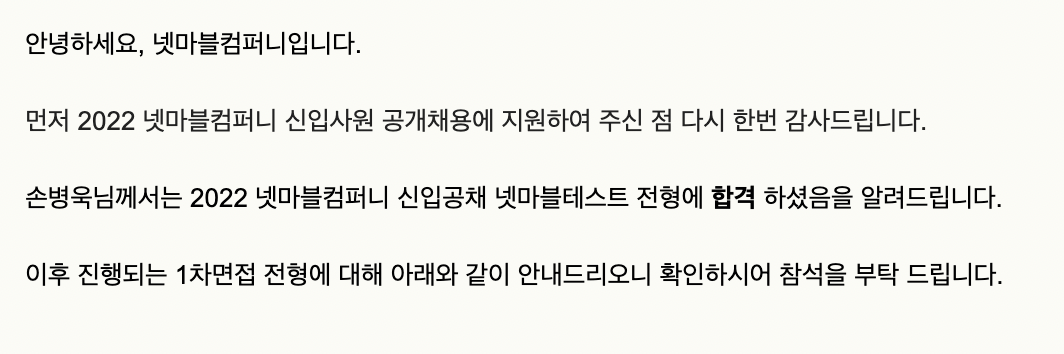 안녕하세요, 넷마블컴퍼니입니다.
먼저 2022 넷마블컴퍼니 신입사원 공개채용에 지원하여 주신 점 다시 한번 감사드립니다.
손병욱님께서는 2022 넷마블컴퍼니 신입공채 넷마블테스트 전형에 합격 하셨음을 알려드립니다.
이후 진행되는 1차면접 전형에 대해 아래와 같이 안내드리오니 확인하시어 참석을 부탁 드립니다.